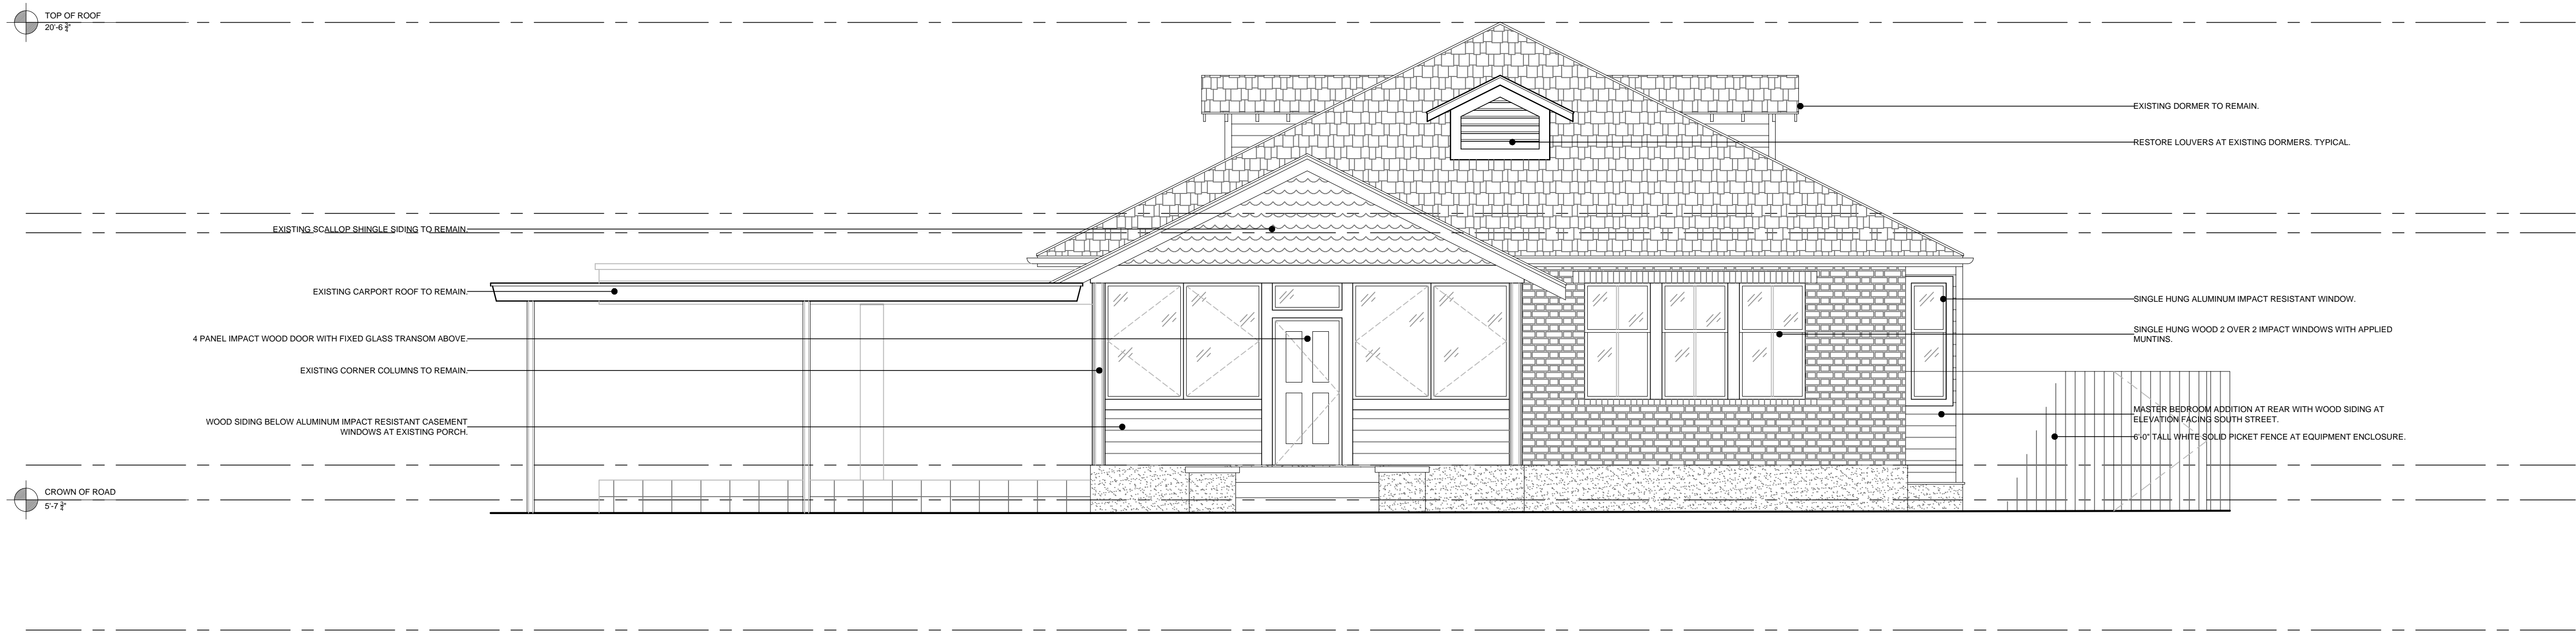 TOP OF ROOF
20'-6 3/4"
EXISTING DORMER TO REMAIN.
RESTORE LOUVERS AT EXISTING DORMERS. TYPICAL.
EXISTING SCALLOP SHINGLE SIDING TO REMAIN.
EXISTING CARPORT ROOF TO REMAIN.
SINGLE HUNG ALUMINUM IMPACT RESISTANT WINDOW.
4 PANEL IMPACT WOOD DOOR WITH FIXED GLASS TRANSOM ABOVE.
SINGLE HUNG WOOD 2 OVER 2 IMPACT WINDOWS WITH APPLIED
MUNTINS.
EXISTING CORNER COLUMNS TO REMAIN.
WOOD SIDING BELOW ALUMINUM IMPACT RESISTANT CASEMENT
WINDOWS AT EXISTING PORCH.
MASTER BEDROOM ADDITION AT REAR WITH WOOD SIDING AT
ELEVATION FACING SOUTH STREET.
6'-0" TALL WHITE SOLID PICKET FENCE AT EQUIPMENT ENCLOSURE.
CROWN OF ROAD
5'-7 3/4"